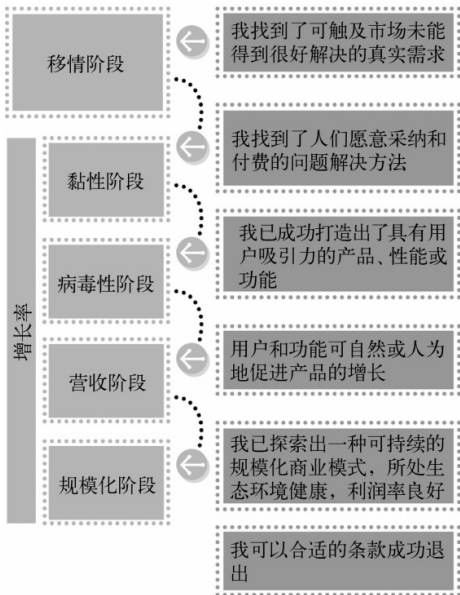 移情阶段
我找到了可触及市场未能
得到很好解决的真实需求
我找到了人们愿意采纳和
付费的问题解决方法
增长率
黏性阶段
我已成功打造出了具有用
户吸引力的产品、性能或
功能
病毒性阶段
用户和功能可自然或人为
地促进产品的增长
营收阶段
我已探索出一种可持续的
规模化商业模式，所处生
态环境健康，利润率良好
规模化阶段
我可以合适的条款成功退
出